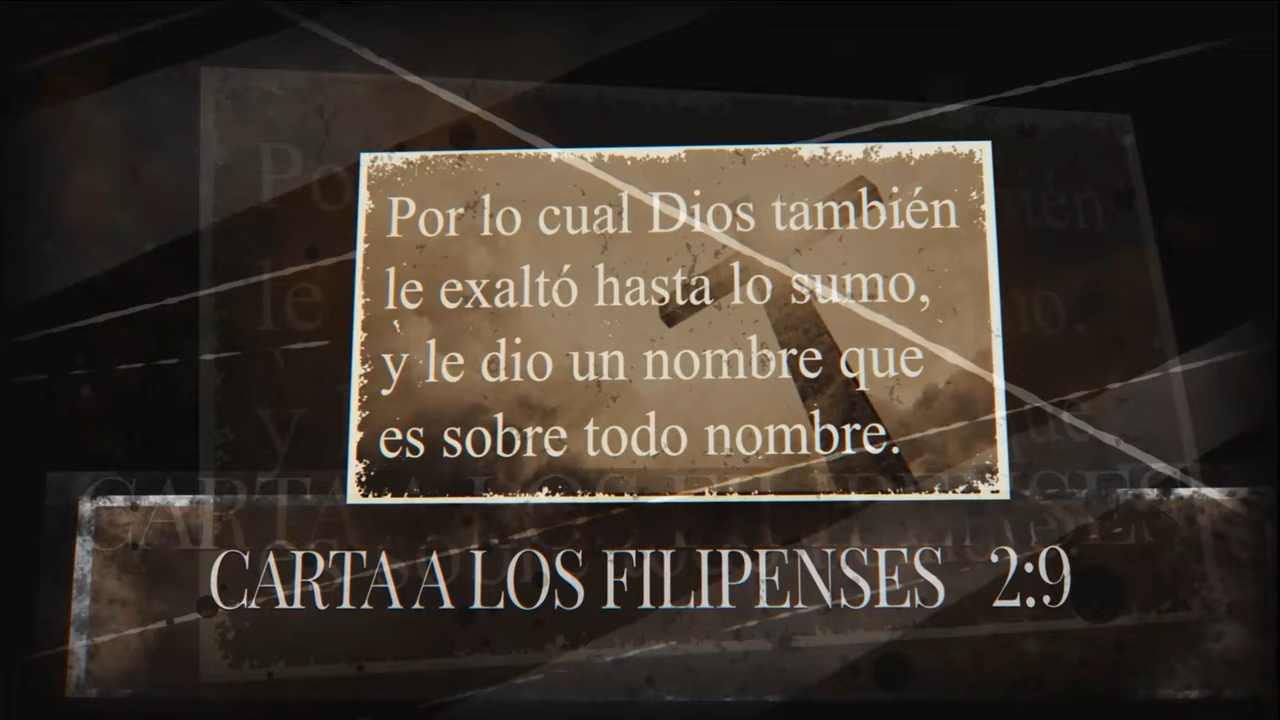 Por lo cual Dios también
le exaltó hasta lo sumo,
y le dio un nombre que
es sobre todo nombre.
CARTA A LOS FILIPENSES 2:9